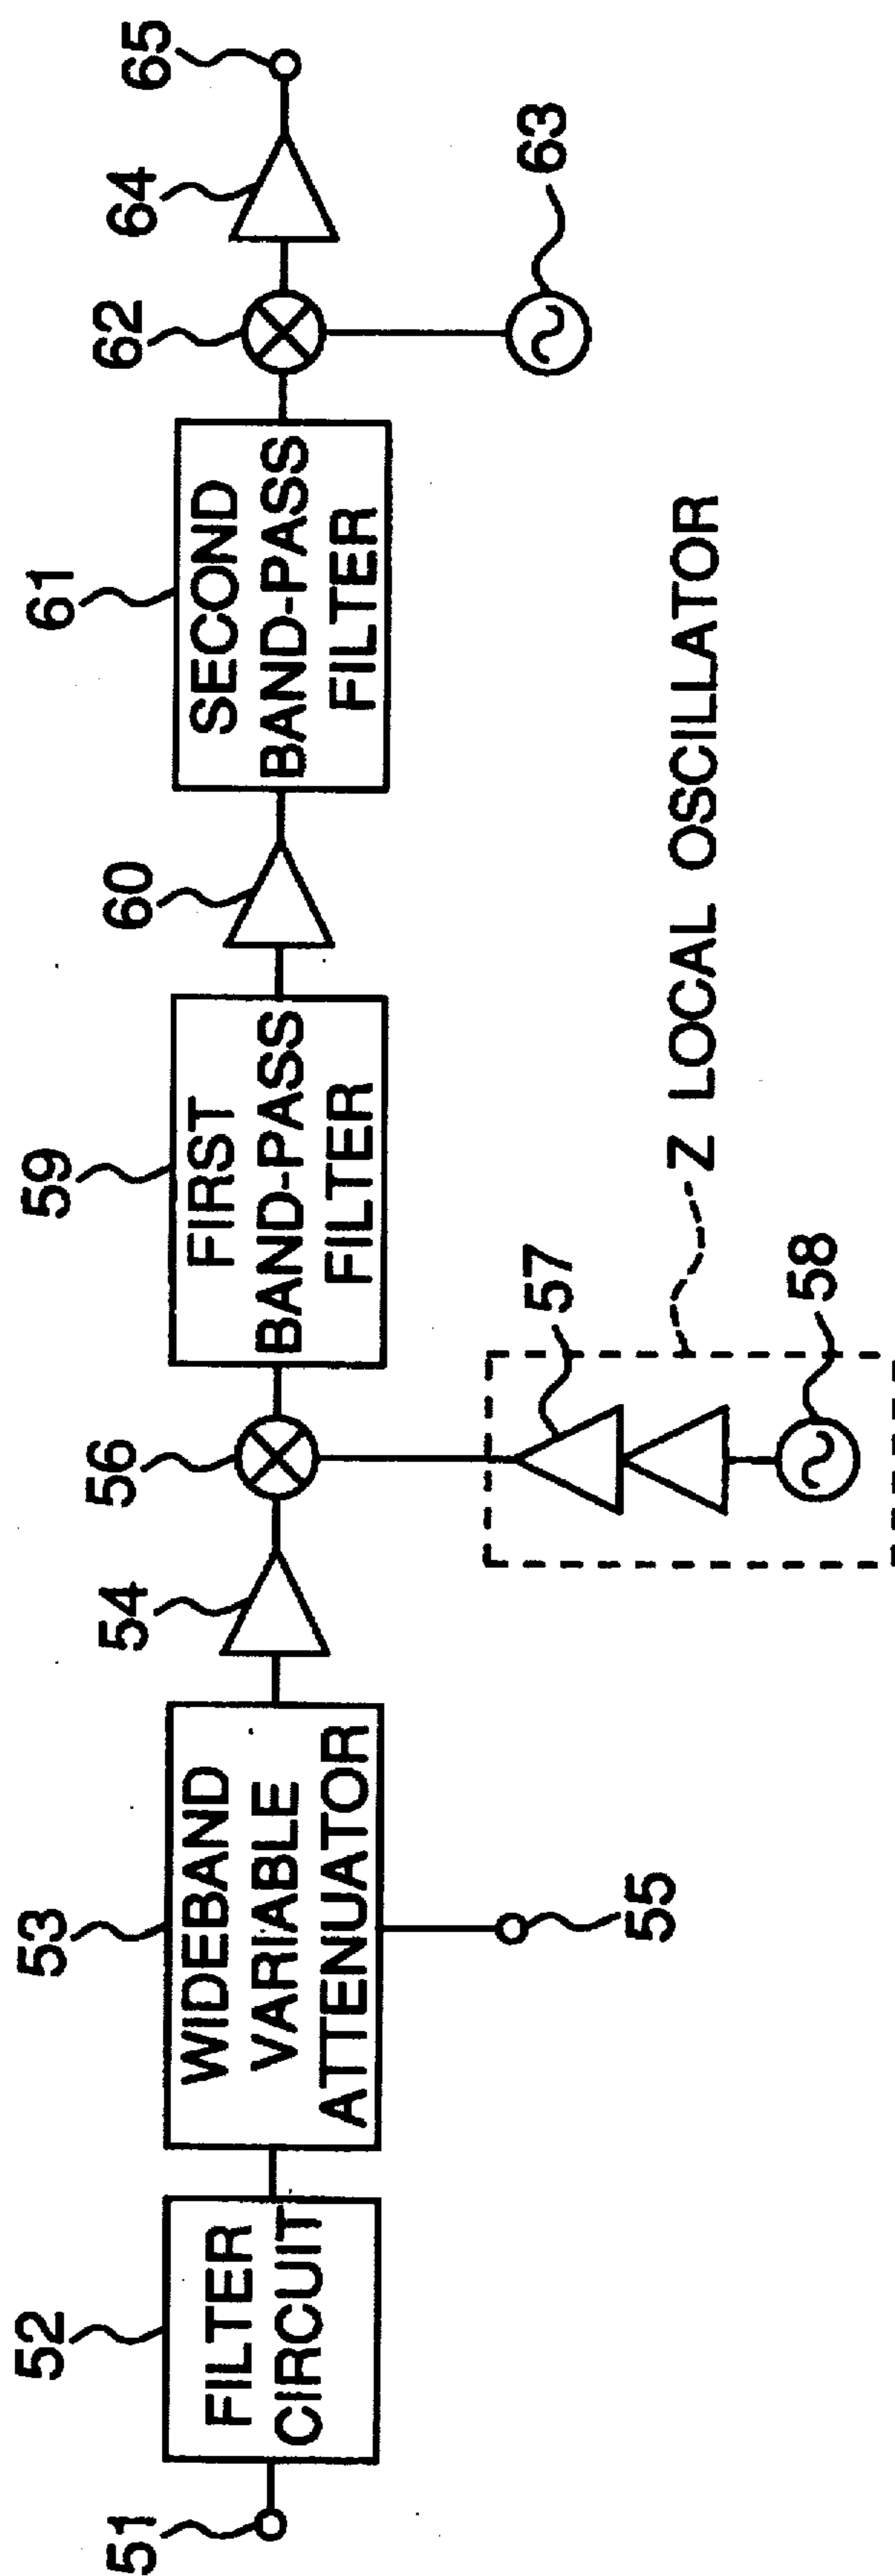 51
52
FILTER
CIRCUIT
53
WIDEBAND
VARIABLE
ATTENUATOR
55
54
56
57
58
Z LOCAL OSCILLATOR
59
FIRST
BAND-PASS
FILTER
60
61
SECOND
BAND-PASS
FILTER
62
63
64
65